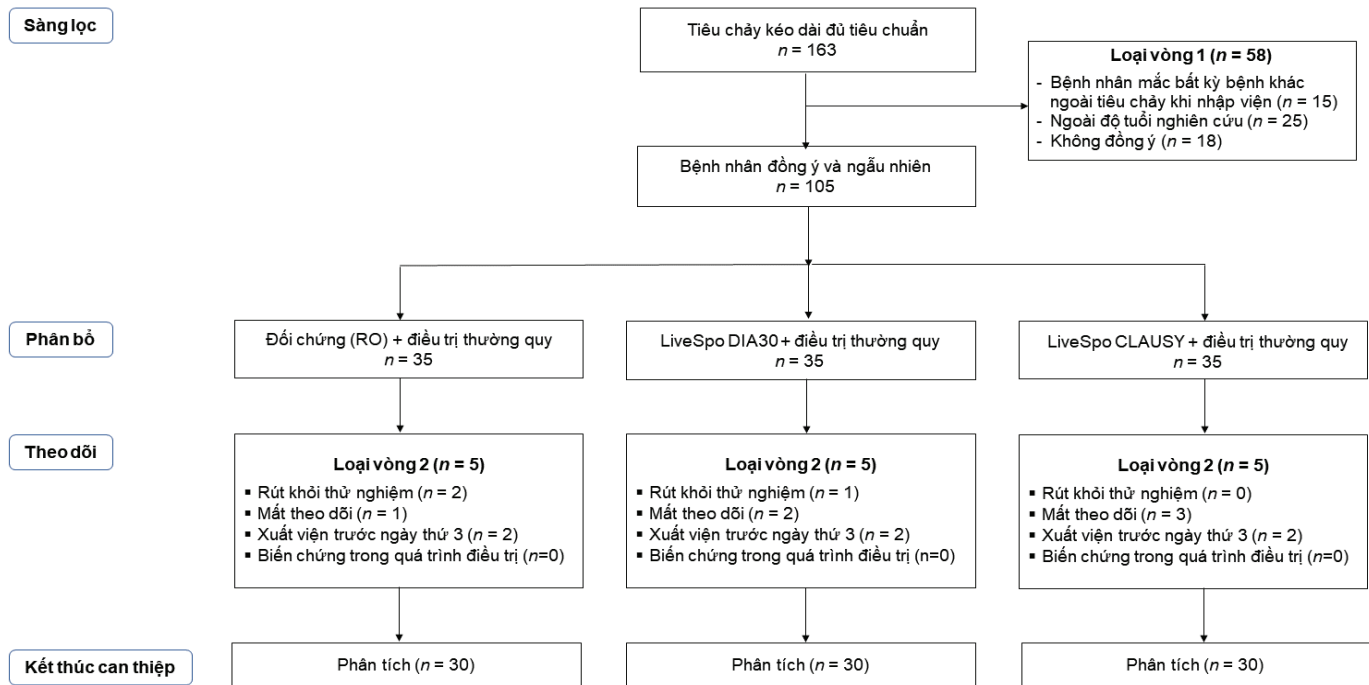 Sàng lọc
Tiêu chảy kéo dài đủ tiêu chuẩn
n = 163
Loại vòng 1 (n = 58)
- Bệnh nhân mắc bất kỳ bệnh khác
ngoài tiêu chảy khi nhập viện (n = 15)
- Ngoài độ tuổi nghiên cứu (n = 25)
- Không đồng ý (n = 18)
Bệnh nhân đồng ý và ngẫu nhiên
n = 105
Phân bổ
Đối chứng (RO) + điều trị thường quy
n = 35
LiveSpo DIA30 + điều trị thường quy
n = 35
LiveSpo CLAUSY + điều trị thường quy
n = 35
Theo dõi
Loại vòng 2 (n = 5)
▪ Rút khỏi thử nghiệm (n = 2)
▪ Mất theo dõi (n = 1)
▪ Xuất viện trước ngày thứ 3 (n = 2)
▪ Biến chứng trong quá trình điều trị (n=0)
Loại vòng 2 (n = 5)
▪ Rút khỏi thử nghiệm (n = 1)
▪ Mất theo dõi (n = 2)
▪ Xuất viện trước ngày thứ 3 (n = 2)
▪ Biến chứng trong quá trình điều trị (n=0)
Loại vòng 2 (n = 5)
▪ Rút khỏi thử nghiệm (n = 0)
▪ Mất theo dõi (n = 3)
▪ Xuất viện trước ngày thứ 3 (n = 2)
▪ Biến chứng trong quá trình điều trị (n=0)
Kết thúc can thiệp
Phân tích (n = 30)
Phân tích (n = 30)
Phân tích (n = 30)